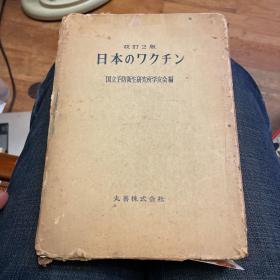 改訂2版
日本のワクチン
国立予防衛生研究所学友会編
丸善株式会社